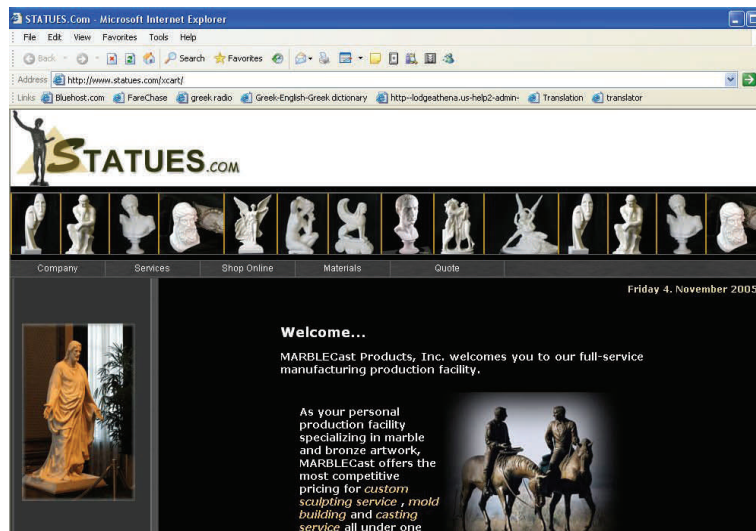 STATUES.Com - Microsoft Internet Explorer
File Edit View Favorites Tools Help
Back Search Favorites
Address http://www.statues.com/xcart/
Links Bluehost.com FareChase greek radio Greek-English-Greek dictionary http--lodgeathena.us-help2-admin- Translation translator
STATUES.COM
Company Services Shop Online Materials Quote
Friday 4. November 2005
Welcome...
MARBLECast Products, Inc. welcomes you to our full-service
manufacturing production facility.
As your personal
production facility
specializing in marble
and bronze artwork,
MARBLECast offers the
most competitive
pricing for custom
sculpting service , mold
building and casting
service all under one